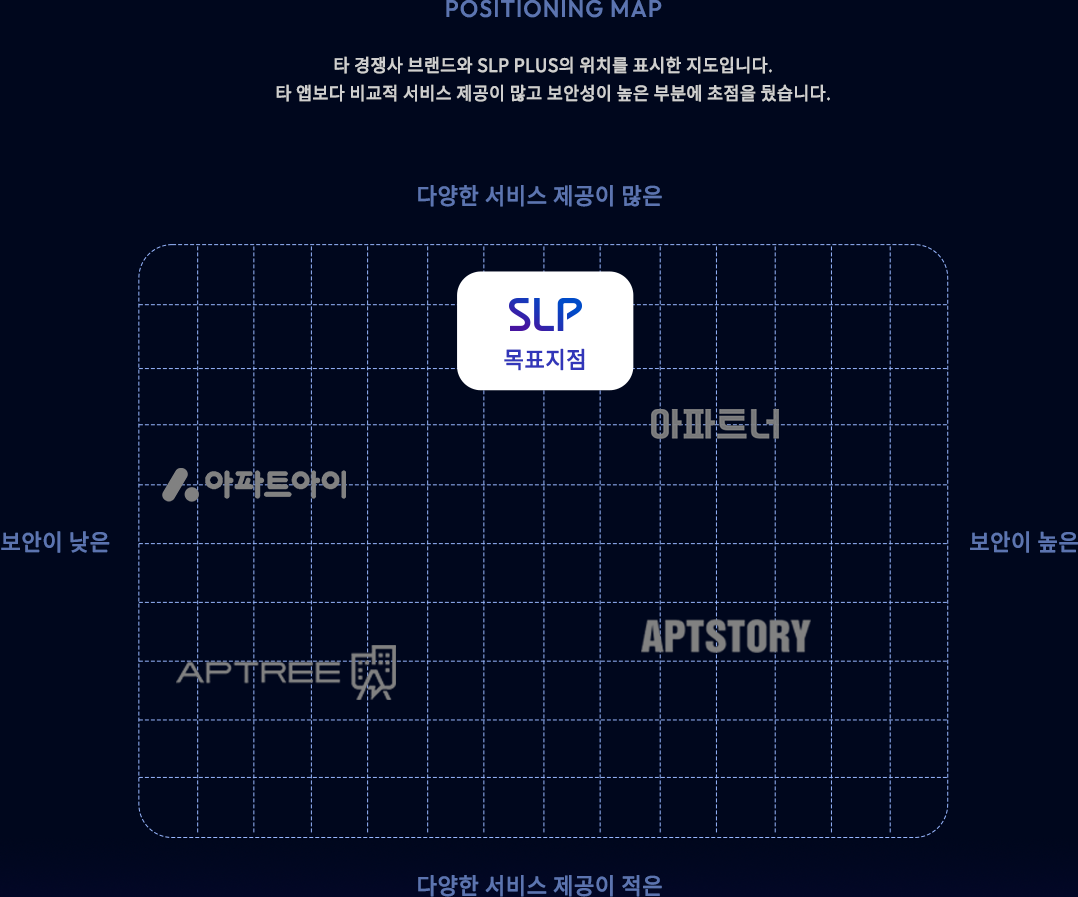 POSITIONING MAP
타 경쟁사 브랜드와 SLP PLUS의 위치를 표시한 지도입니다.
타 앱보다 비교적 서비스 제공이 많고 보안성이 높은 부분에 초점을 뒀습니다.
다양한 서비스 제공이 많은
SLP
목표지점
아파트너
아파트아이
보안이 낮은
보안이 높은
APTSTORY
APTREE
다양한 서비스 제공이 적은